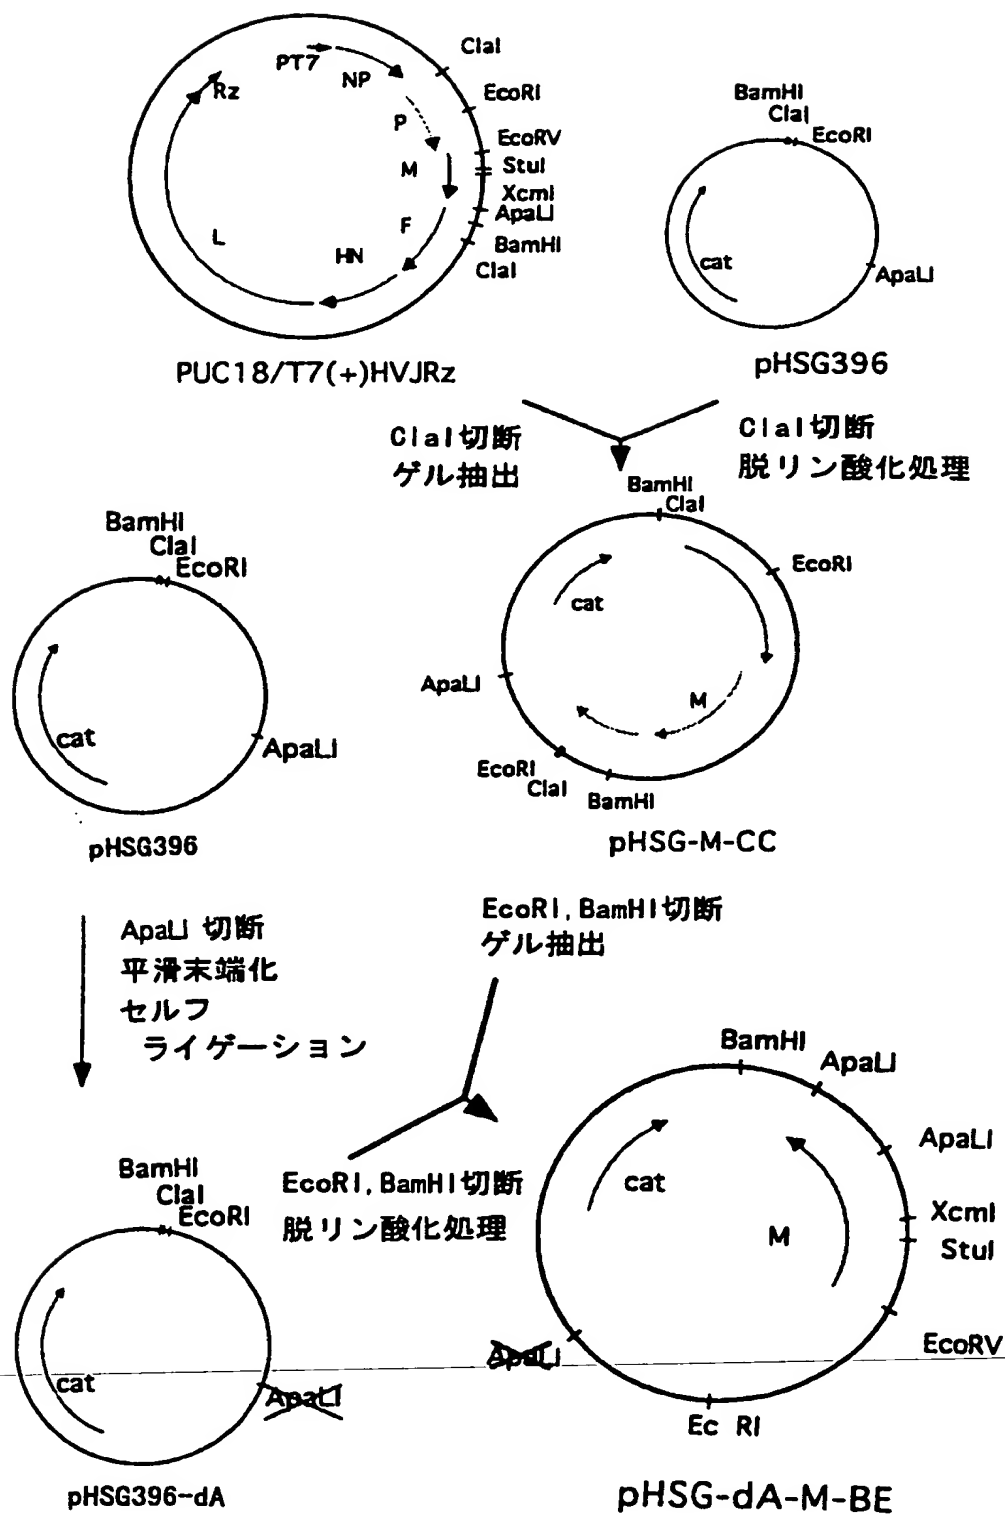 PT7
NP
Rz
P
M
F
HN
L
ClaI
EcoRI
EcoRV
StuI
XcmI
ApaLI
BamHI
ClaI
PUC18/T7(+)HVJRz
BamHI
ClaI
EcoRI
cat
ApaLI
pHSG396
ClaI切断
ゲル抽出
ClaI切断
脱リン酸化処理
BamHI
ClaI
EcoRI
cat
ApaLI
M
EcoRI
ClaI
BamHI
pHSG-M-CC
BamHI
ClaI
EcoRI
cat
ApaLI
pHSG396
ApaLI 切断
平滑末端化
セルフ
ライゲーション
EcoRI, BamHI切断
ゲル抽出
EcoRI, BamHI切断
脱リン酸化処理
BamHI
ClaI
EcoRI
cat
ApaLI
pHSG396-dA
BamHI
ApaLI
ApaLI
XcmI
StuI
EcoRV
cat
M
ApaLI
Ec RI
pHSG-dA-M-BE